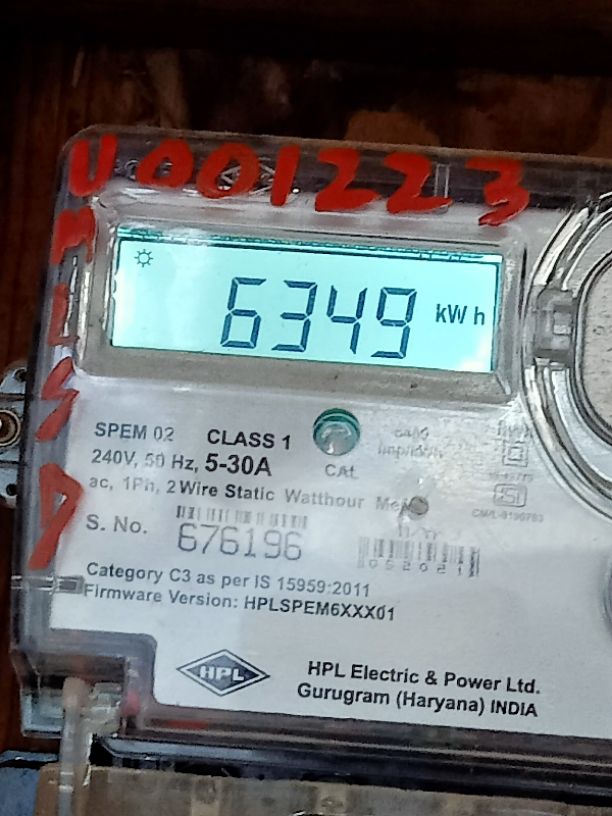 U001223
6349 kWh
SPEM 02 CLASS 1
240V, 50 Hz, 5-30A
CAL
ac, 1Ph, 2 Wire Static Watthour
S. No. 676196
052021
Category C3 as per IS 15959:2011
Firmware Version: HPLSPEM6XXX01
HPL
HPL Electric & Power Ltd.
Gurugram (Haryana) INDIA